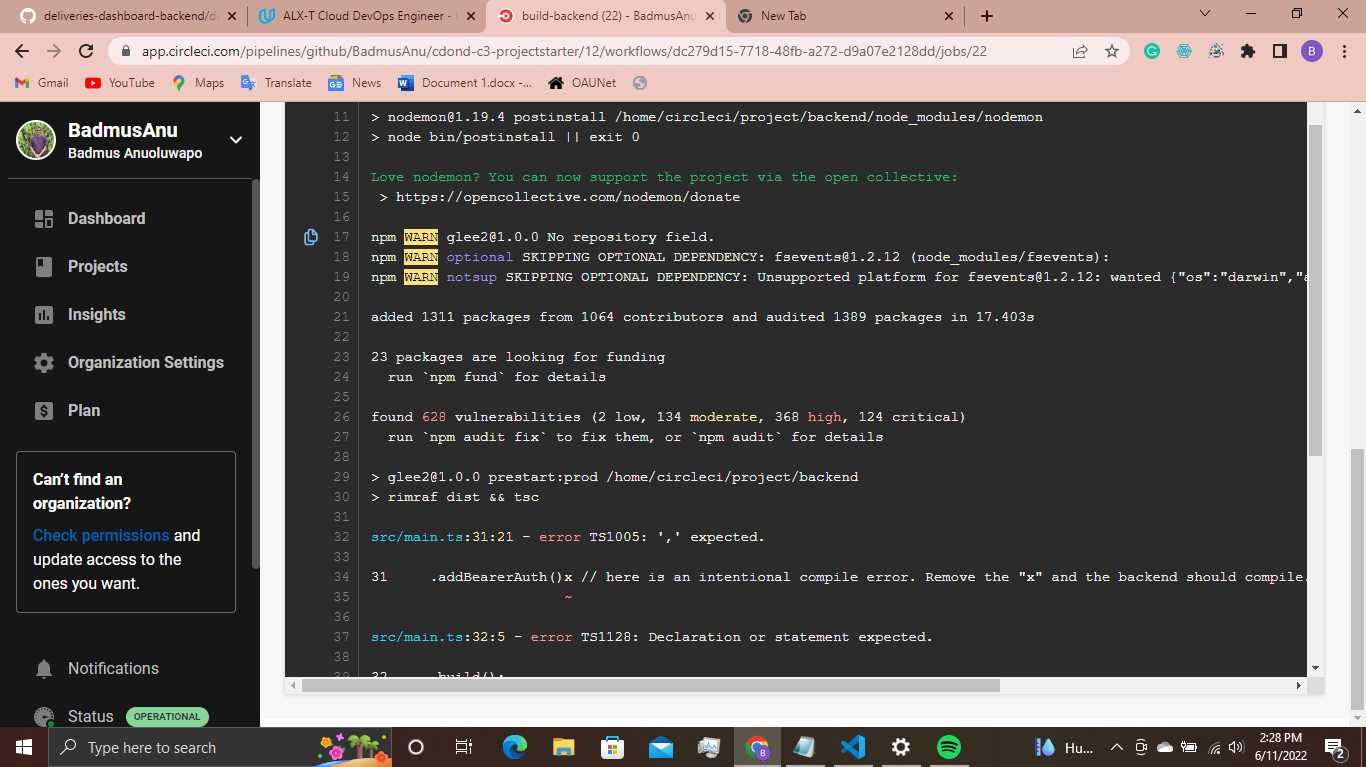 deliveries-dashboard-backend/de
ALX-T Cloud DevOps Engineer -
build-backend (22) - BadmusAnu
New Tab
app.circleci.com/pipelines/github/BadmusAnu/cdond-c3-projectstarter/12/workflows/dc279d15-7718-48fb-a272-d9a07e2128dd/jobs/22
B
Gmail
YouTube
Maps
Translate
News
Document 1.docx -...
OAUNet
BadmusAnu
Badmus Anuoluwapo
Dashboard
Projects
Insights
Organization Settings
Plan
Can't find an
organization?
Check permissions and
update access to the
ones you want.
Notifications
Status OPERATIONAL
11 > nodemon@1.19.4 postinstall /home/circleci/project/backend/node_modules/nodemon
12 > node bin/postinstall || exit 0
13
14 Love nodemon? You can now support the project via the open collective:
15 > https://opencollective.com/nodemon/donate
16
17 npm WARN glee2@1.0.0 No repository field.
18 npm WARN optional SKIPPING OPTIONAL DEPENDENCY: fsevents@1.2.12 (node_modules/fsevents):
19 npm WARN notsup SKIPPING OPTIONAL DEPENDENCY: Unsupported platform for fsevents@1.2.12: wanted {"os":"darwin","a
20
21 added 1311 packages from 1064 contributors and audited 1389 packages in 17.403s
22
23 23 packages are looking for funding
24 run `npm fund` for details
25
26 found 628 vulnerabilities (2 low, 134 moderate, 368 high, 124 critical)
27 run `npm audit fix` to fix them, or `npm audit` for details
28
29 > glee2@1.0.0 prestart:prod /home/circleci/project/backend
30 > rimraf dist && tsc
31
32 src/main.ts:31:21 - error TS1005: ',' expected.
33
34 31 .addBearerAuth()x // here is an intentional compile error. Remove the "x" and the backend should compile.
35 ~
36
37 src/main.ts:32:5 - error TS1128: Declaration or statement expected.
38
39 32 .build();
Type here to search
Hu...
2:28 PM
6/11/2022
2